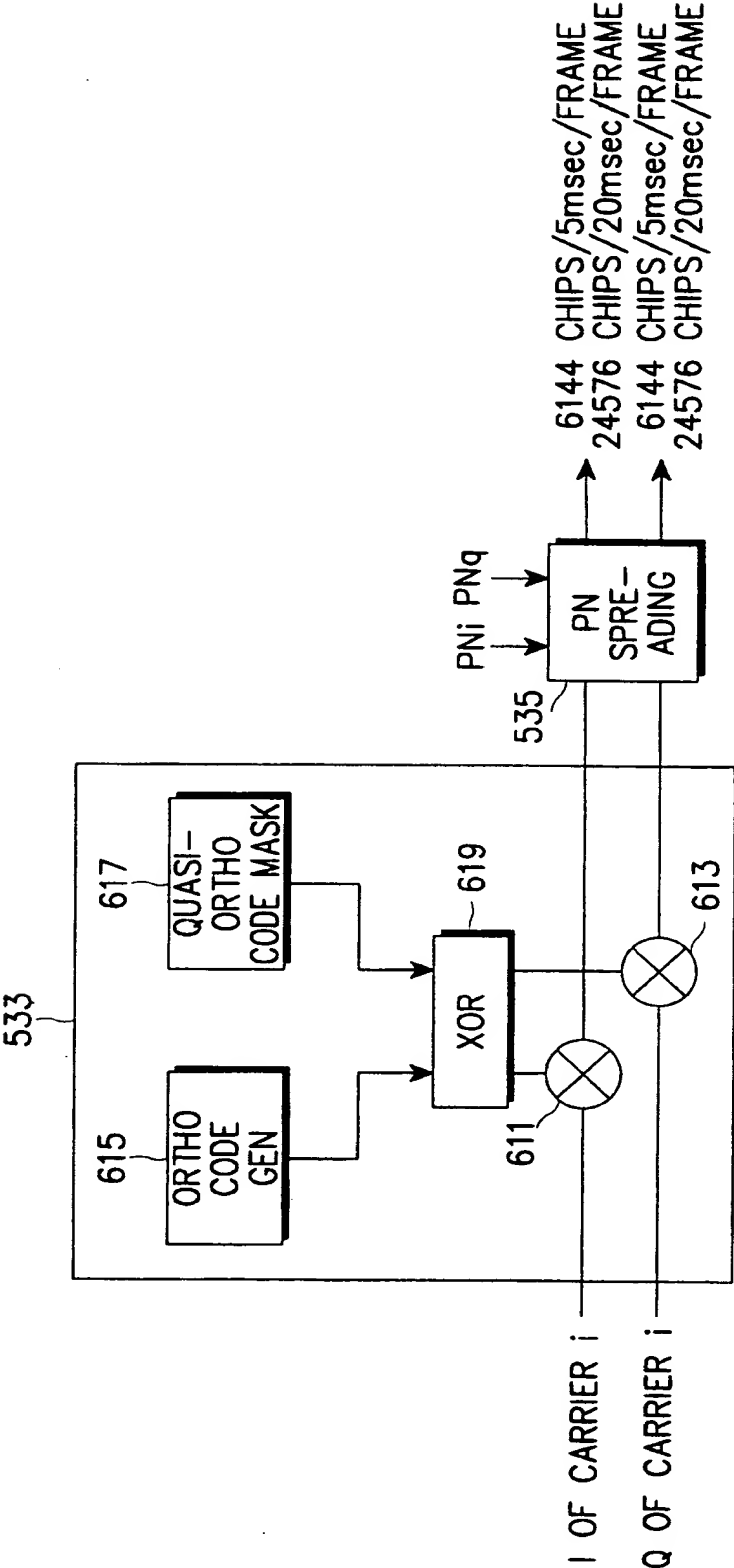 533
615
ORTHO
CODE
GEN
617
QUASI-
ORTHO
CODE MASK
XOR
619
611
613
I OF CARRIER i
Q OF CARRIER i
535
PNi PNq
PN
SPRE-
ADING
6144 CHIPS/5msec/FRAME
24576 CHIPS/20msec/FRAME
6144 CHIPS/5msec/FRAME
24576 CHIPS/20msec/FRAME